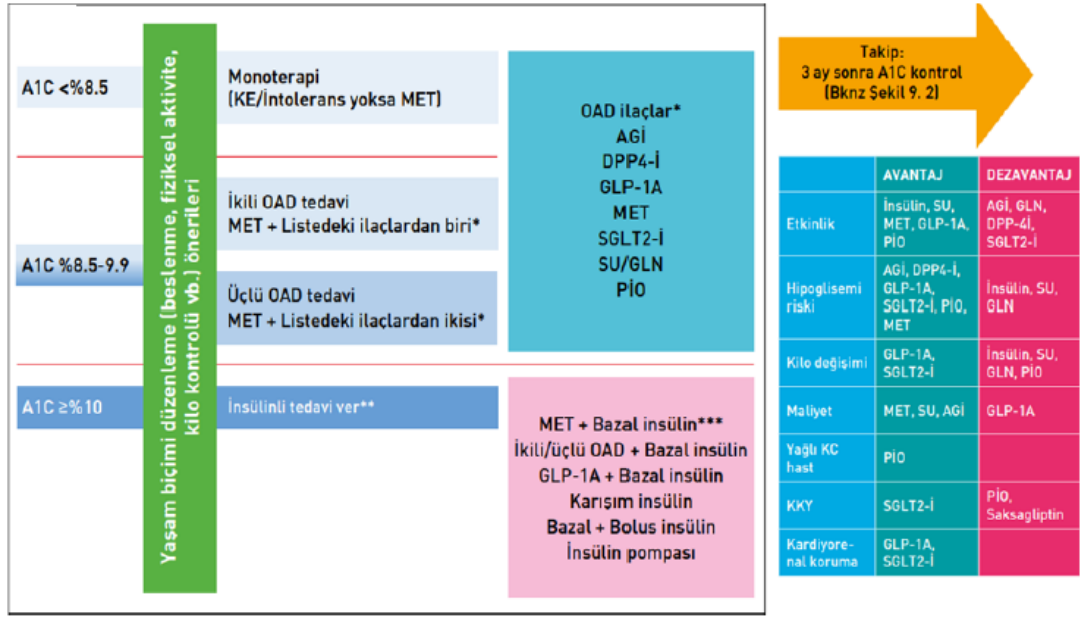 A1C <%8.5
A1C %8.5-9.9
A1C ≥%10
Yaşam biçimi düzenleme (beslenme, fiziksel aktivite,
kilo kontrolü vb.) önerileri
Monoterapi
(KE/İntolerans yoksa MET)
İkili OAD tedavi
MET + Listedeki ilaçlardan biri*
Üçlü OAD tedavi
MET + Listedeki ilaçlardan ikisi*
İnsülinli tedavi ver**
OAD ilaçlar*
AGİ
DPP4-İ
GLP-1A
MET
SGLT2-İ
SU/GLN
PİO
MET + Bazal insülin***
İkili/üçlü OAD + Bazal insülin
GLP-1A + Bazal insülin
Karışım insülin
Bazal + Bolus insülin
İnsülin pompası
Takip:
3 ay sonra A1C kontrol
(Bknz Şekil 9. 2)
AVANTAJ
DEZAVANTAJ
Etkinlik
İnsülin, SU,
MET, GLP-1A,
PİO
AGİ, GLN,
DPP-4İ,
SGLT2-İ
Hipoglisemi
riski
AGİ, DPP4-İ,
GLP-1A,
SGLT2-İ, PİO,
MET
İnsülin, SU,
GLN
Kilo değişimi
GLP-1A,
SGLT2-İ
İnsülin, SU,
GLN, PİO
Maliyet
MET, SU, AGİ
GLP-1A
Yağlı KC
hast
PİO
KKY
SGLT2-İ
PİO,
Saksagliptin
Kardiyore-
nal koruma
GLP-1A,
SGLT2-İ